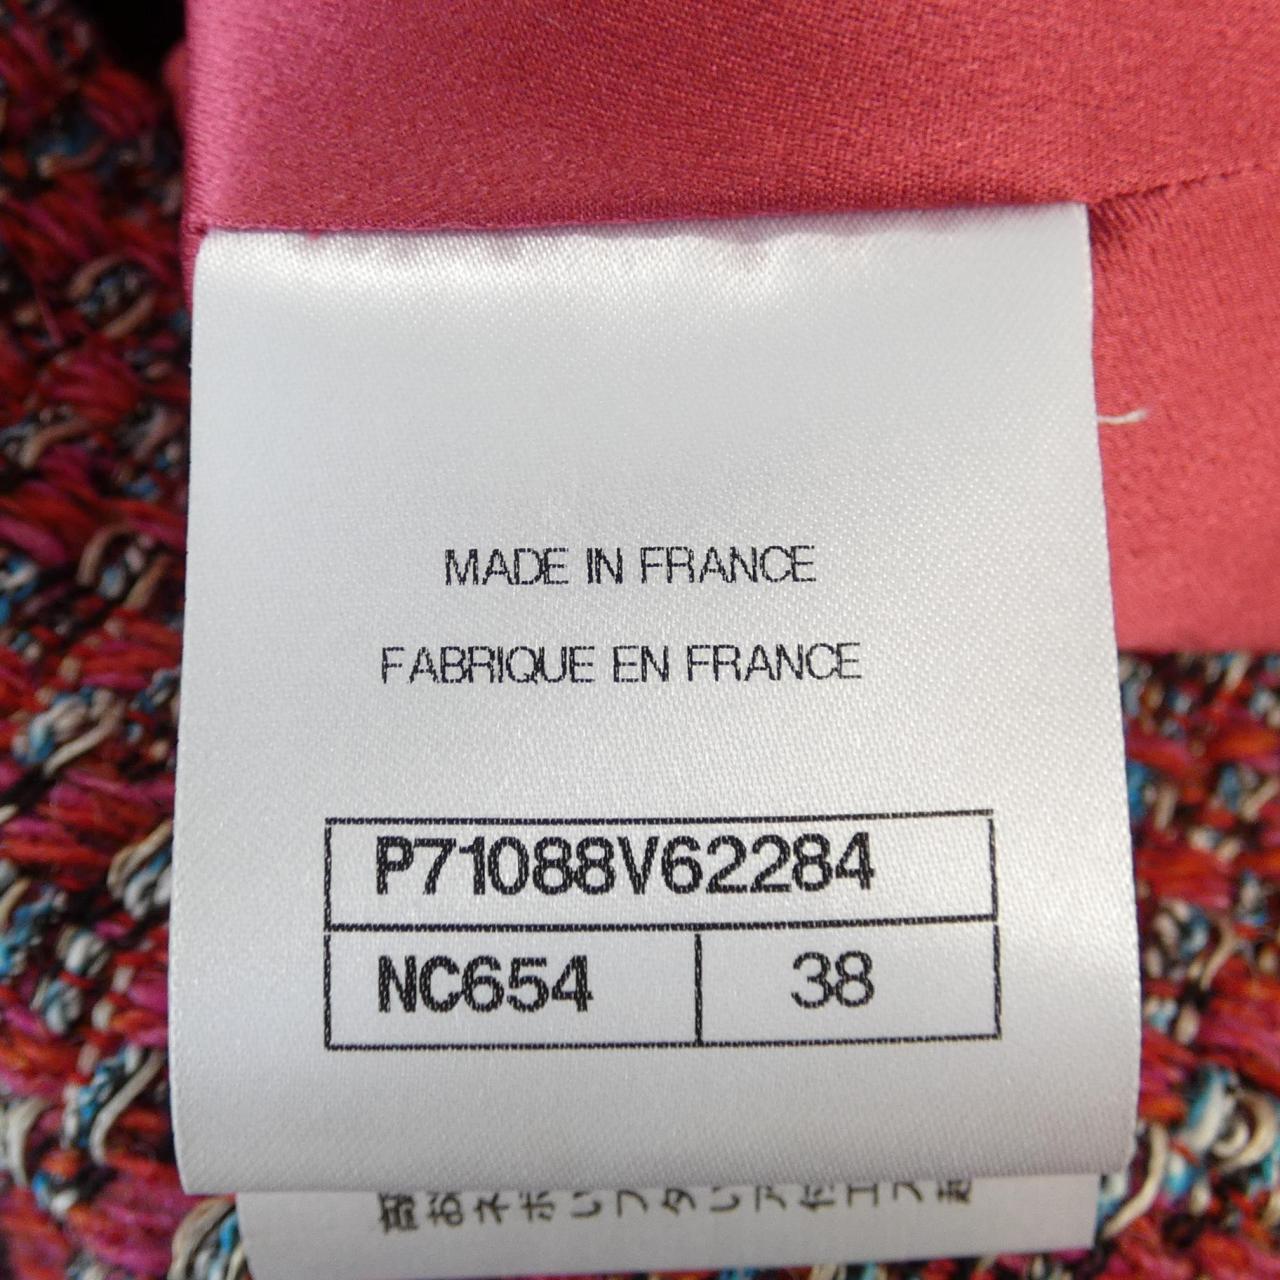 MADE IN FRANCE
FABRIQUE EN FRANCE
P71088V62284
NC654 38